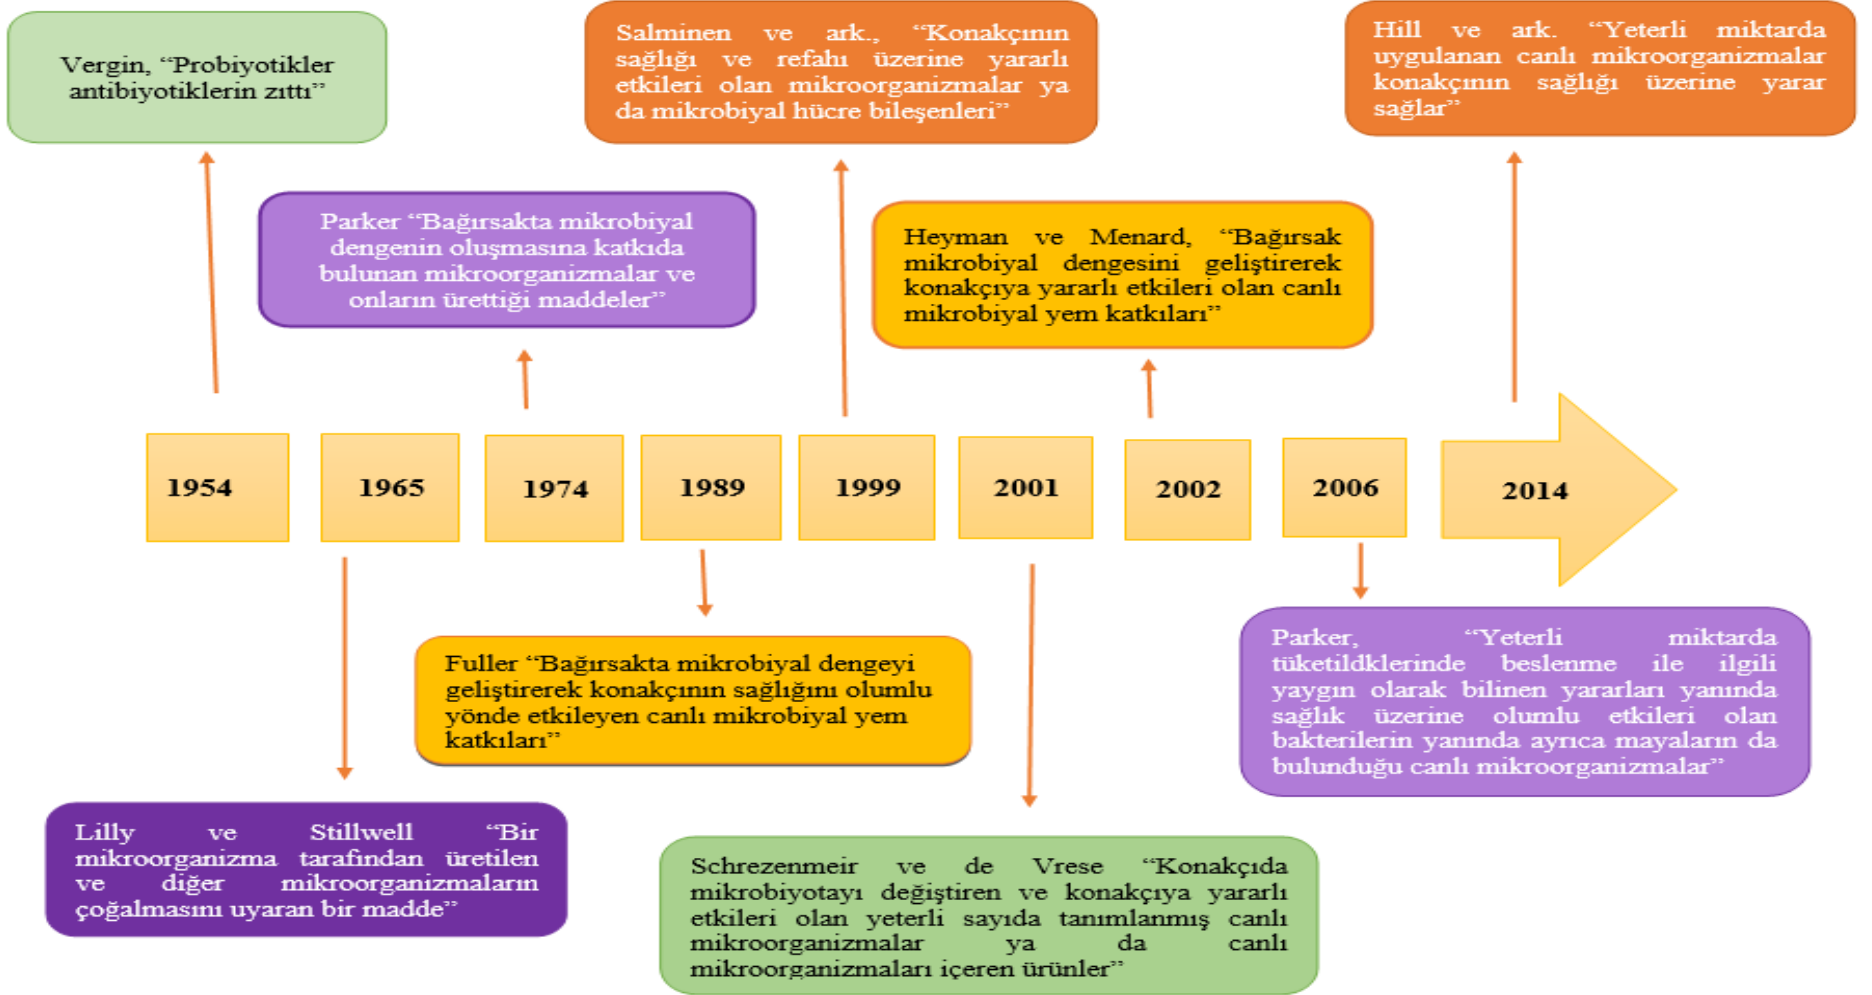 Vergin, “Probiyotikler
antibiyotiklerin zıttı”
Salminen ve ark., “Konakçının
sağlığı ve refahı üzerine yararlı
etkileri olan mikroorganizmalar ya
da mikrobiyal hücre bileşenleri”
Hill ve ark. “Yeterli miktarda
uygulanan canlı mikroorganizmalar
konakçının sağlığı üzerine yarar
sağlar”
Parker “Bağırsakta mikrobiyal
dengenin oluşmasına katkıda
bulunan mikroorganizmalar ve
onların ürettiği maddeler”
Heyman ve Menard, “Bağırsak
mikrobiyal dengesini geliştirerek
konakçıya yararlı etkileri olan canlı
mikrobiyal yem katkıları”
1954
1965
1974
1989
1999
2001
2002
2006
2014
Fuller “Bağırsakta mikrobiyal dengeyi
geliştirerek konakçının sağlığını olumlu
yönde etkileyen canlı mikrobiyal yem
katkıları”
Parker, “Yeterli miktarda
tüketildklerinde beslenme ile ilgili
yaygın olarak bilinen yararları yanında
sağlık üzerine olumlu etkileri olan
bakterilerin yanında ayrıca mayaların da
bulunduğu canlı mikroorganizmalar”
Lilly ve Stillwell “Bir
mikroorganizma tarafından üretilen
ve diğer mikroorganizmaların
çoğalmasını uyaran bir madde”
Schrezenmeir ve de Vrese “Konakçıda
mikrobiyotayı değiştiren ve konakçıya yararlı
etkileri olan yeterli sayıda tanımlanmış canlı
mikroorganizmalar ya da canlı
mikroorganizmaları içeren ürünler”